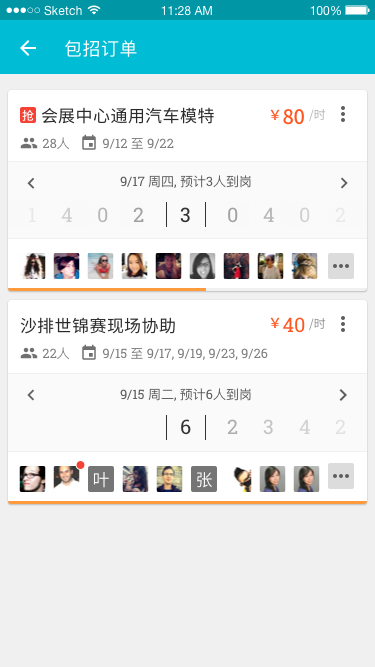 Sketch 11:28 AM 100%
包招订单
抢 会展中心通用汽车模特 ¥80 /时
28人 9/12 至 9/22
9/17 周四, 预计3人到岗
1 4 0 2 3 0 4 0 2
沙排世锦赛现场协助 ¥40 /时
22人 9/15 至 9/17, 9/19, 9/23, 9/26
9/15 周二, 预计6人到岗
6 2 3 4 2
叶 张